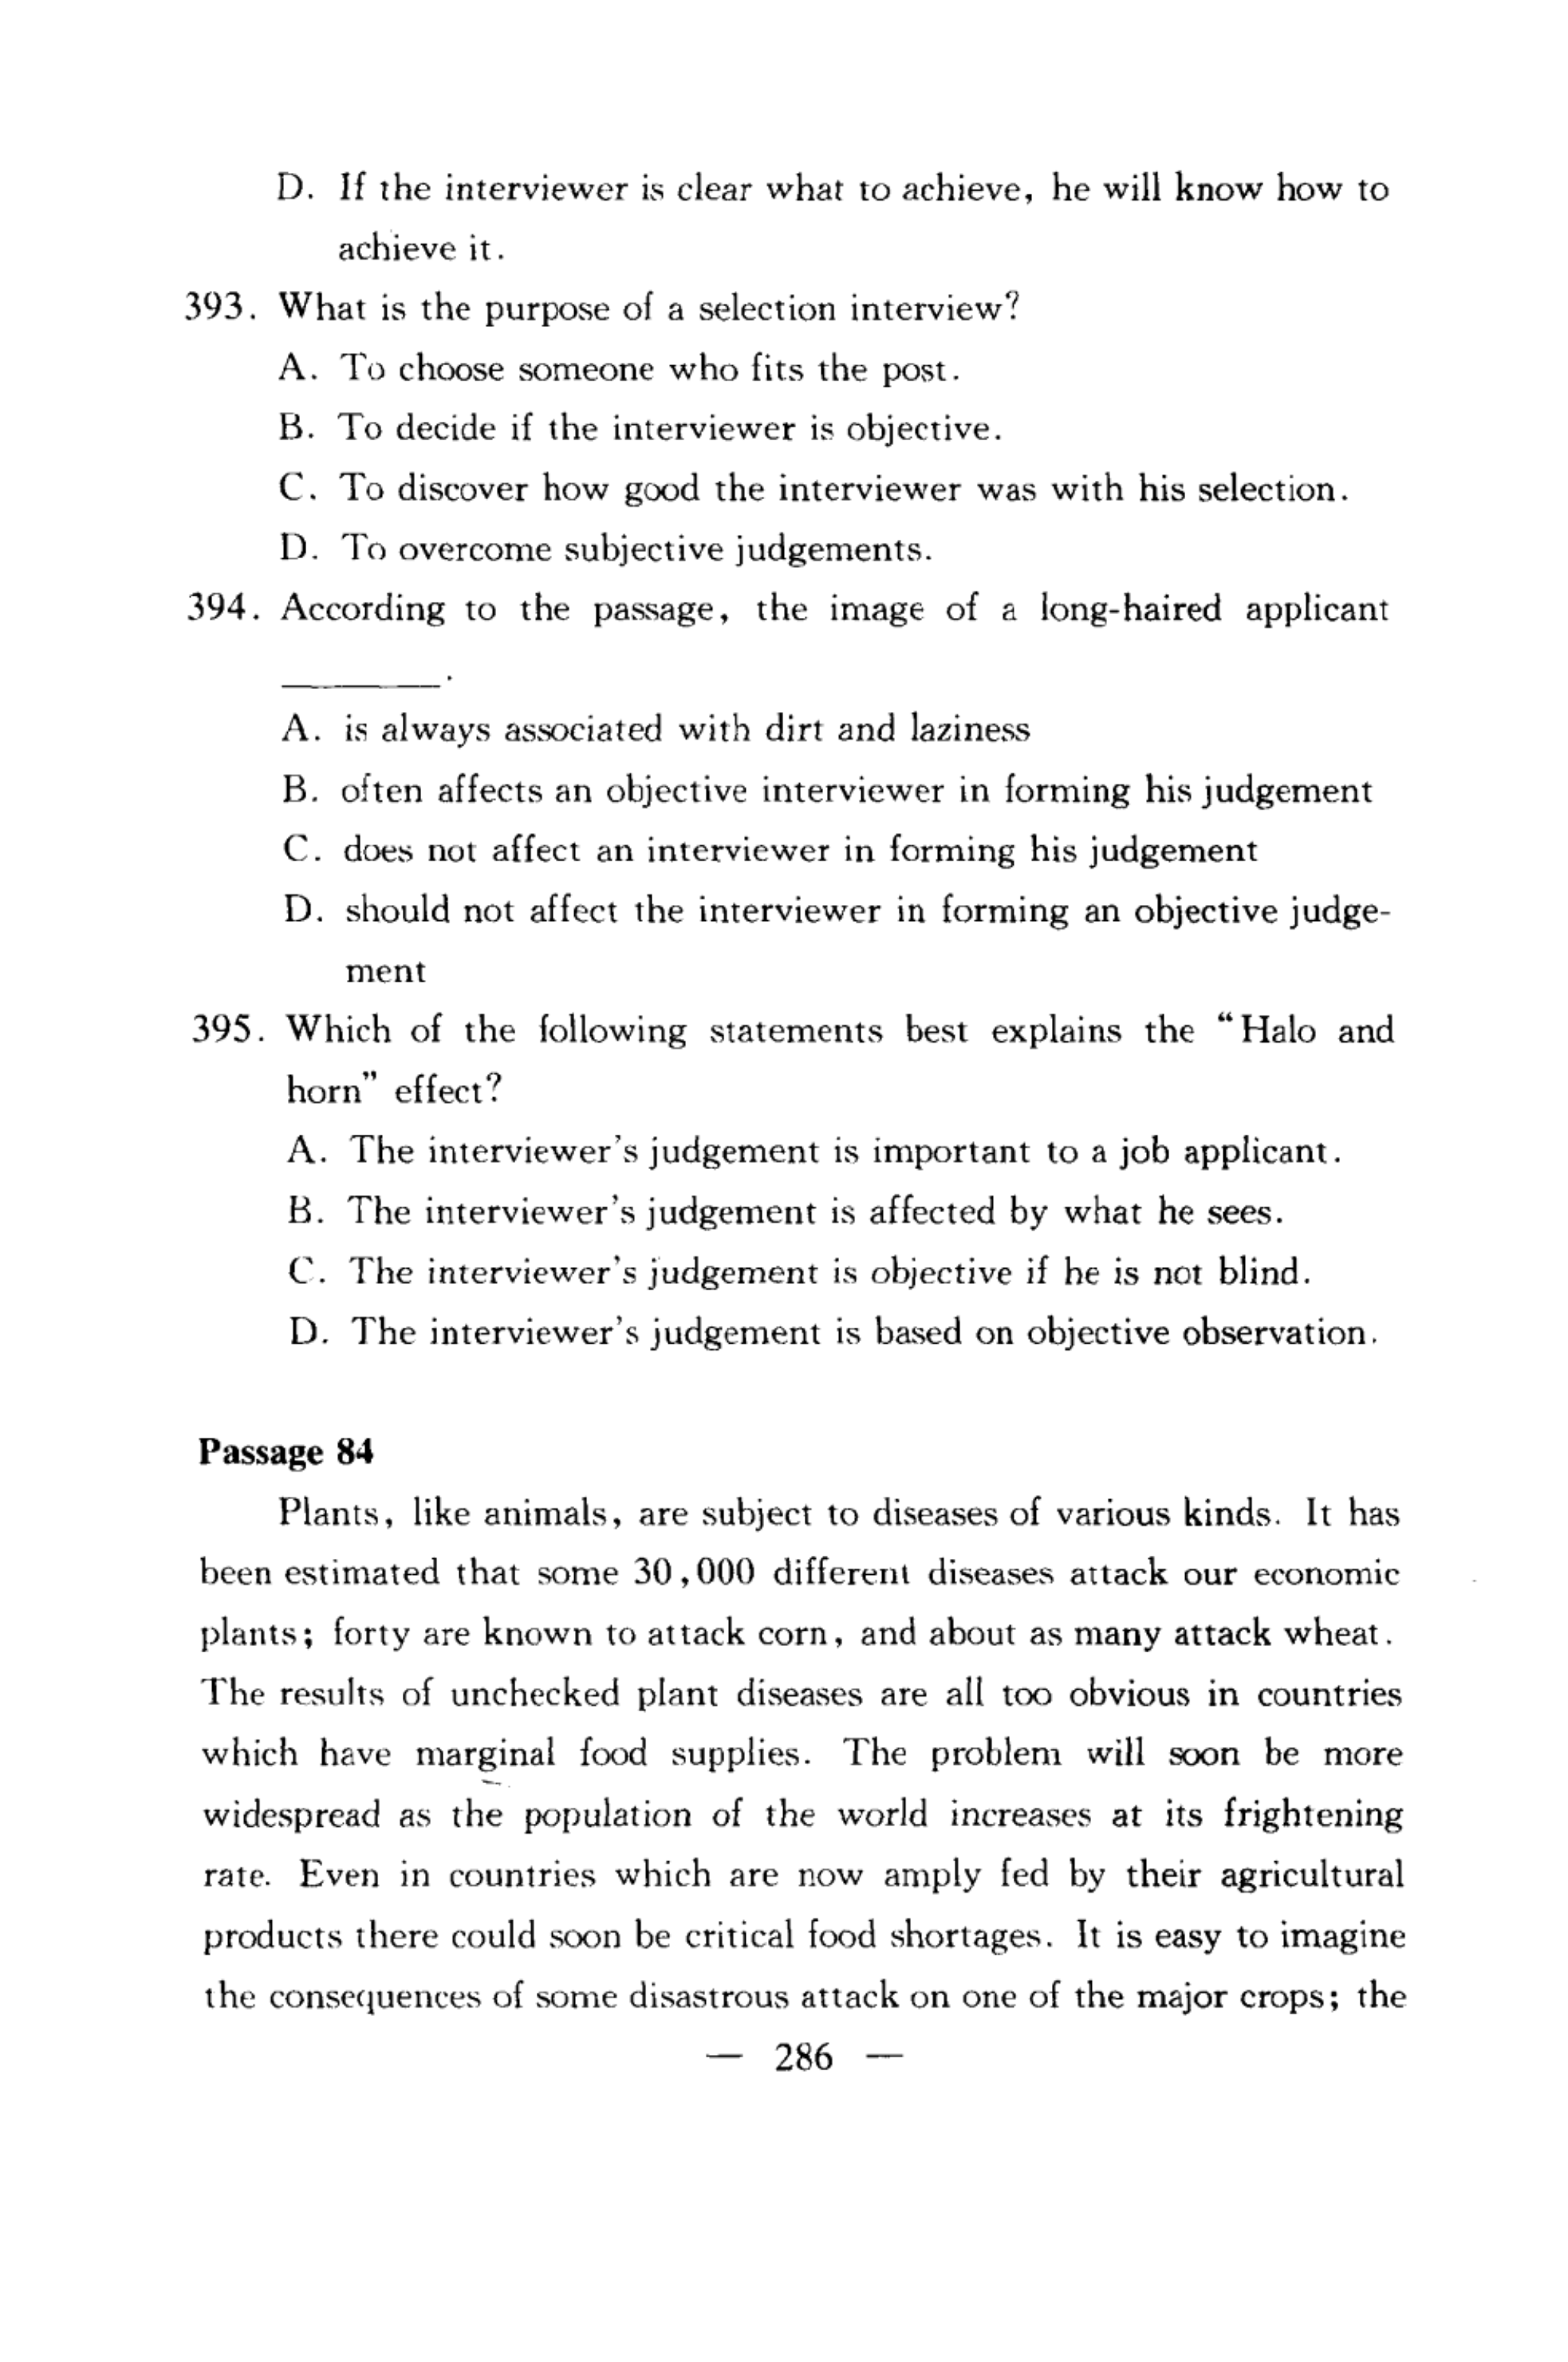 D. If the interviewer is clear what to achieve, he will know how to
achieve it.
393. What is the purpose of a selection interview?
A. To choose someone who fits the post.
B. To decide if the interviewer is objective.
C. To discover how good the interviewer was with his selection.
D. To overcome subjective judgements.
394. According to the passage, the image of a long-haired applicant
________.
A. is always associated with dirt and laziness
B. often affects an objective interviewer in forming his judgement
C. does not affect an interviewer in forming his judgement
D. should not affect the interviewer in forming an objective judge-
ment
395. Which of the following statements best explains the “Halo and
horn” effect?
A. The interviewer's judgement is important to a job applicant.
B. The interviewer's judgement is affected by what he sees.
C. The interviewer's judgement is objective if he is not blind.
D. The interviewer's judgement is based on objective observation.
Passage 84
Plants, like animals, are subject to diseases of various kinds. It has
been estimated that some 30,000 different diseases attack our economic
plants; forty are known to attack corn, and about as many attack wheat.
The results of unchecked plant diseases are all too obvious in countries
which have marginal food supplies. The problem will soon be more
widespread as the population of the world increases at its frightening
rate. Even in countries which are now amply fed by their agricultural
products there could soon be critical food shortages. It is easy to imagine
the consequences of some disastrous attack on one of the major crops; the
— 286 —